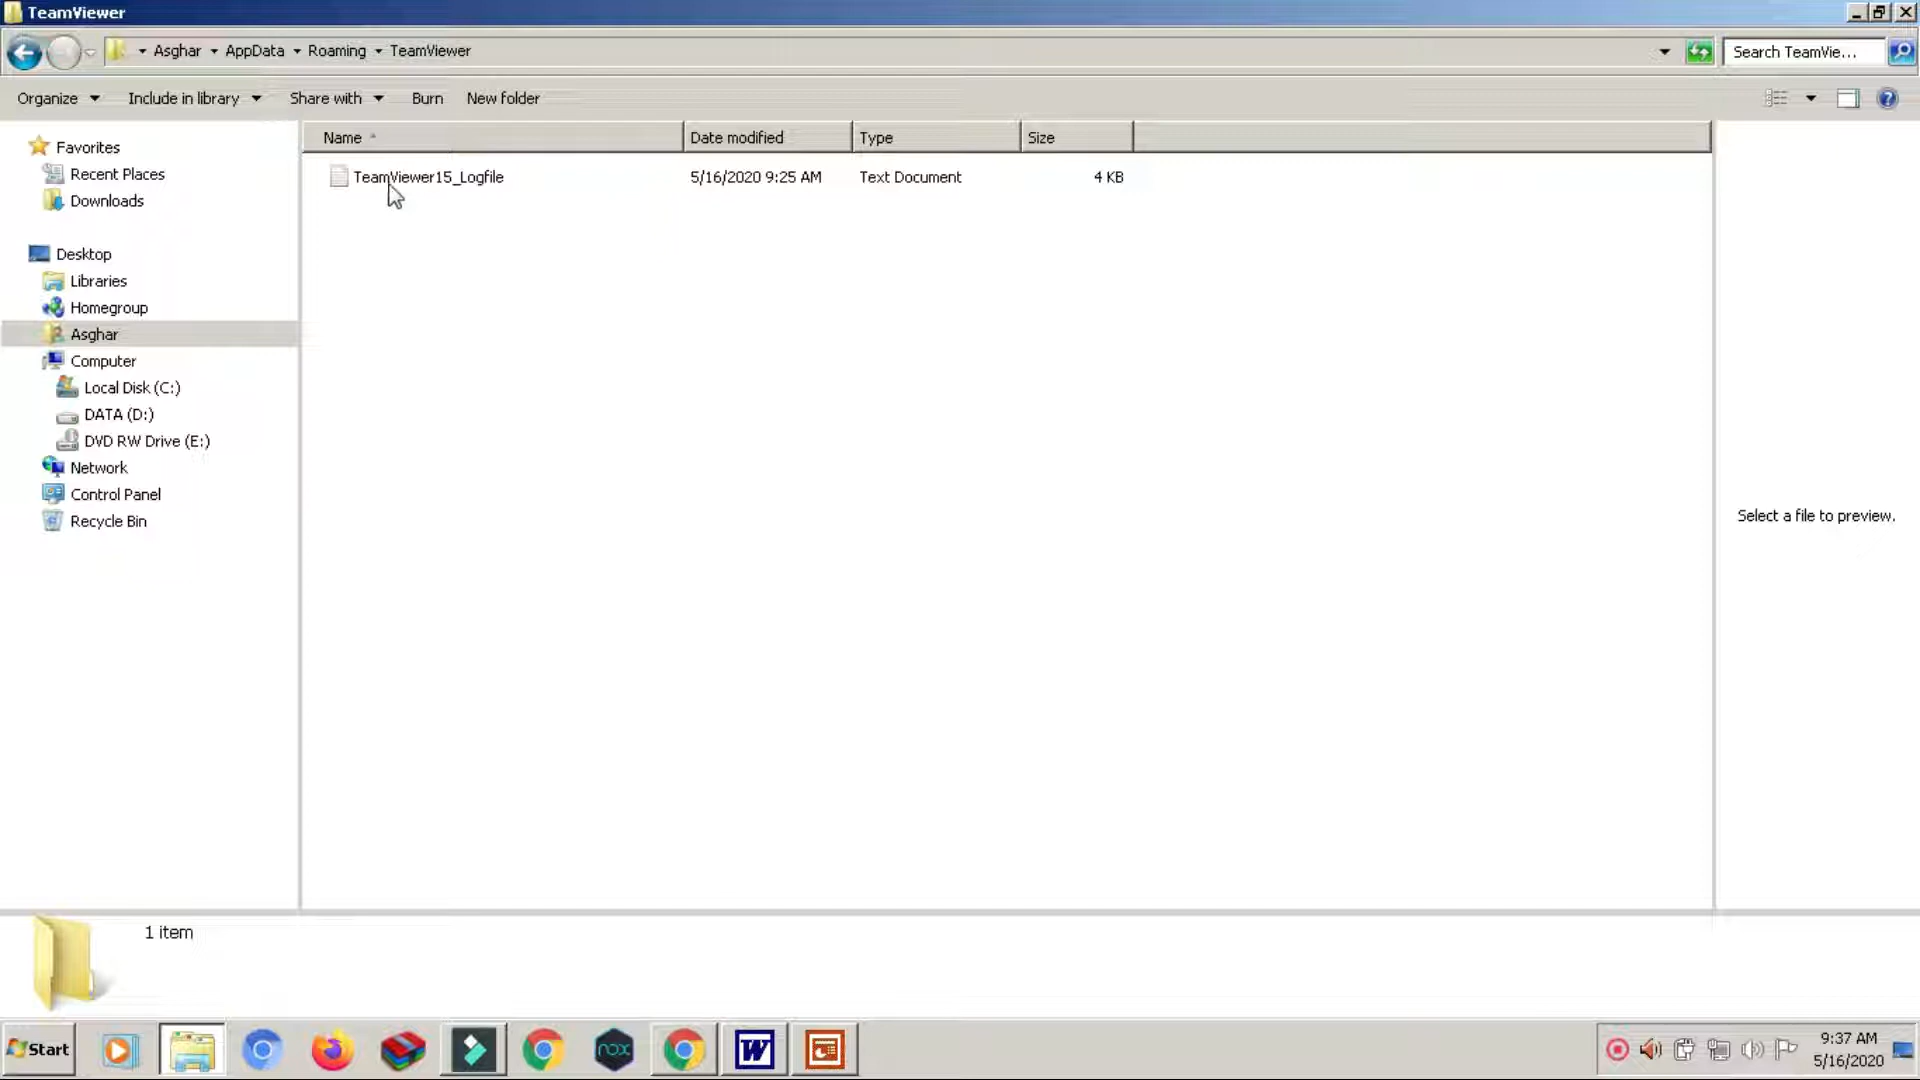 TeamViewer
Asghar AppData Roaming TeamViewer
Search TeamVie...
Organize Include in library Share with Burn New folder
Favorites
Recent Places
Downloads
Desktop
Libraries
Homegroup
Asghar
Computer
Local Disk (C:)
DATA (D:)
DVD RW Drive (E:)
Network
Control Panel
Recycle Bin
Name Date modified Type Size
TeamViewer15_Logfile 5/16/2020 9:25 AM Text Document 4 KB
Select a file to preview.
1 item
Start
nox
W
9:37 AM
5/16/2020